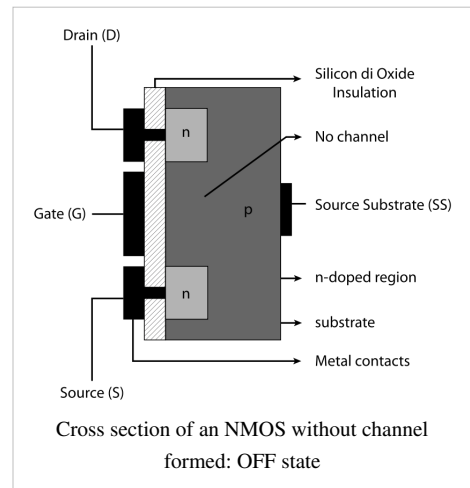 Drain (D)
Silicon di Oxide
Insulation
n
No channel
Gate (G)
p
Source Substrate (SS)
n
n-doped region
substrate
Metal contacts
Source (S)
Cross section of an NMOS without channel
formed: OFF state